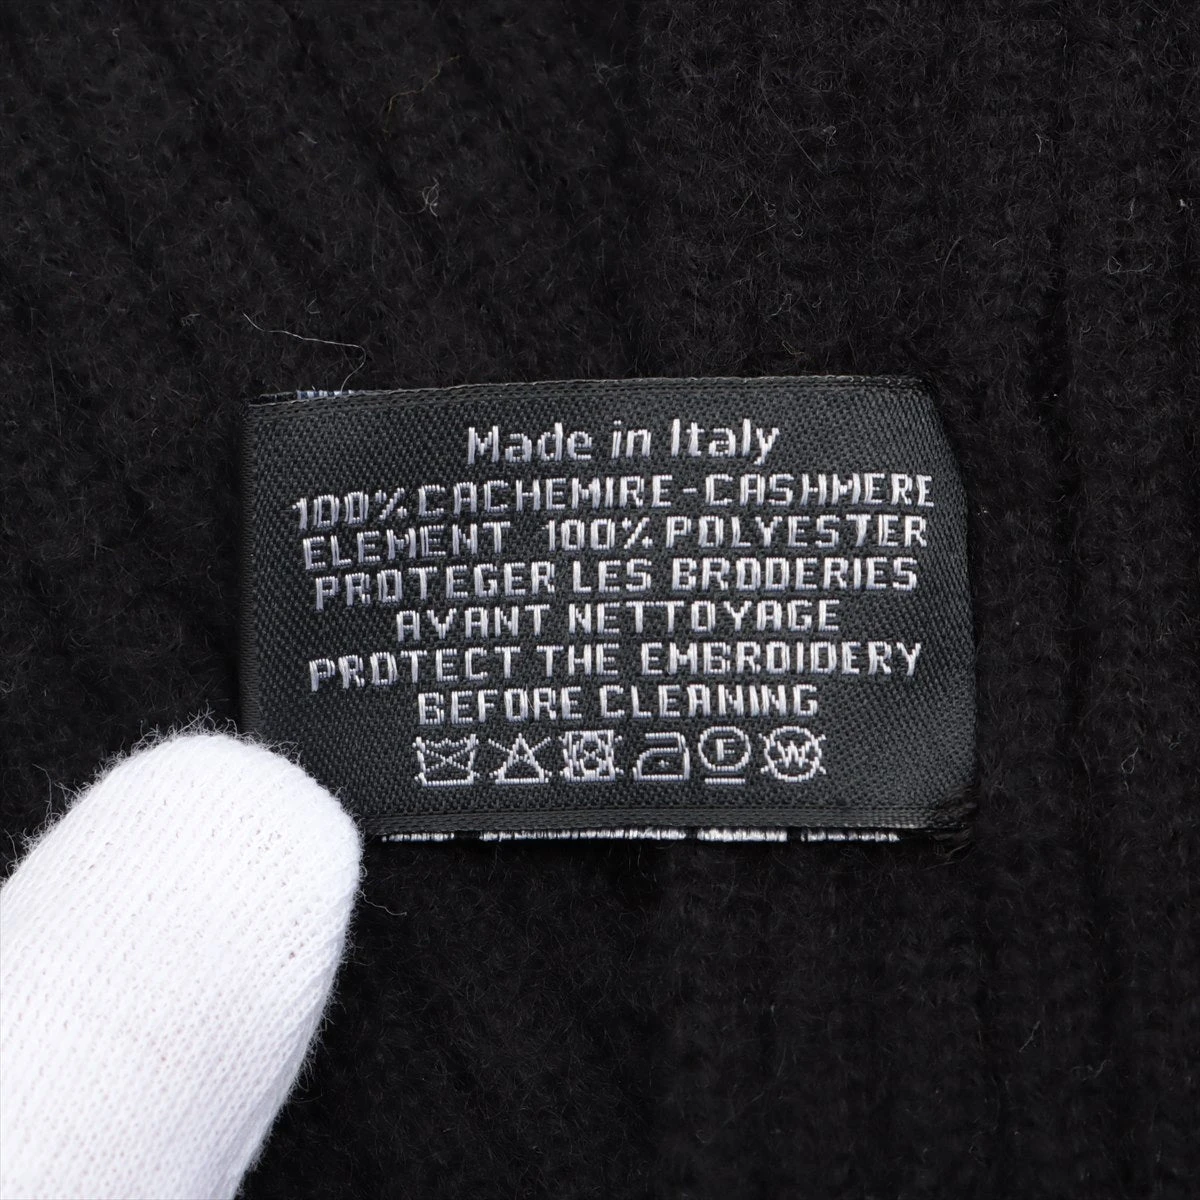 Made in Italy
100% CACHEMIRE-CASHMERE
ELEMENT 100% POLYESTER
PROTEGER LES BRODERIES
AVANT NETTOYAGE
PROTECT THE EMBROIDERY
BEFORE CLEANING
F W